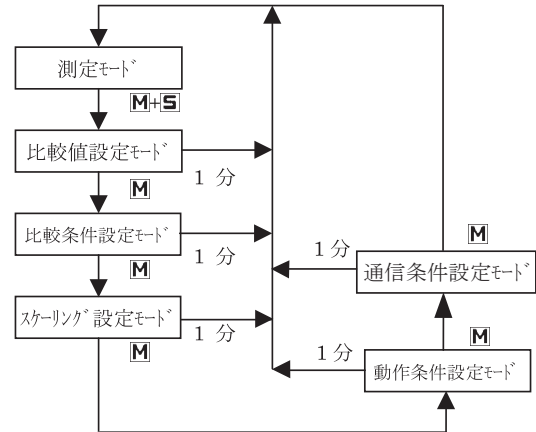 測定ﾓｰﾄﾞ
M+S
比較値設定ﾓｰﾄﾞ
1 分
M
比較条件設定ﾓｰﾄﾞ
1 分
M
ｽｹｰﾘﾝｸﾞ設定ﾓｰﾄﾞ
1 分
M
M
1分
通信条件設定ﾓｰﾄﾞ
M
1分
動作条件設定ﾓｰﾄﾞ